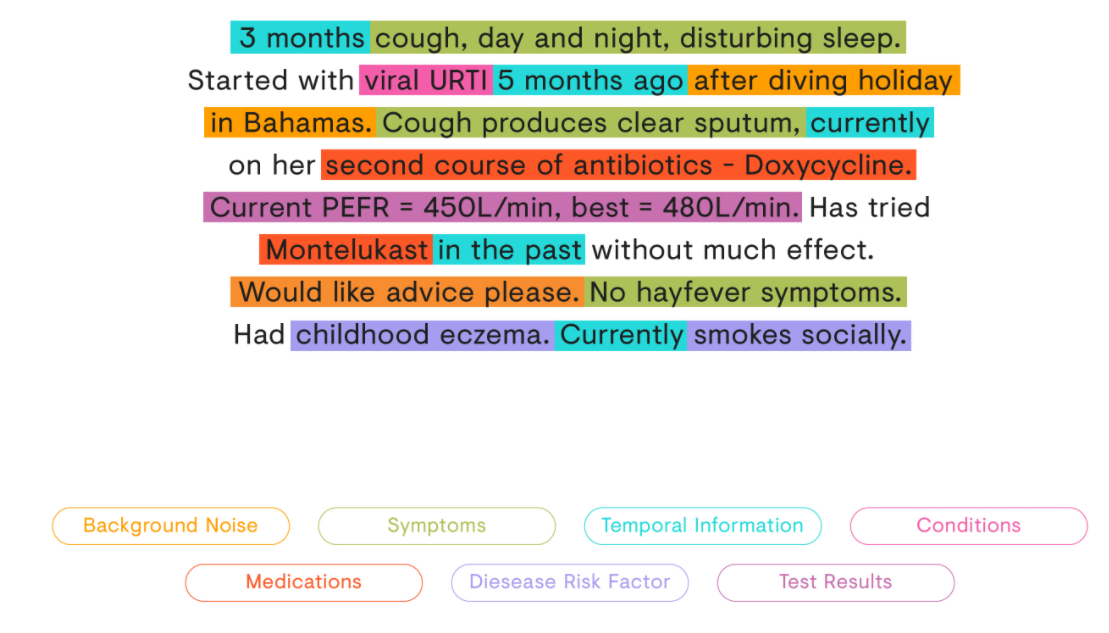 3 months cough, day and night, disturbing sleep.
Started with viral URTI 5 months ago after diving holiday
in Bahamas. Cough produces clear sputum, currently
on her second course of antibiotics - Doxycycline.
Current PEFR = 450L/min, best = 480L/min. Has tried
Montelukast in the past without much effect.
Would like advice please. No hayfever symptoms.
Had childhood eczema. Currently smokes socially.
Background Noise Symptoms Temporal Information Conditions
Medications Diesease Risk Factor Test Results